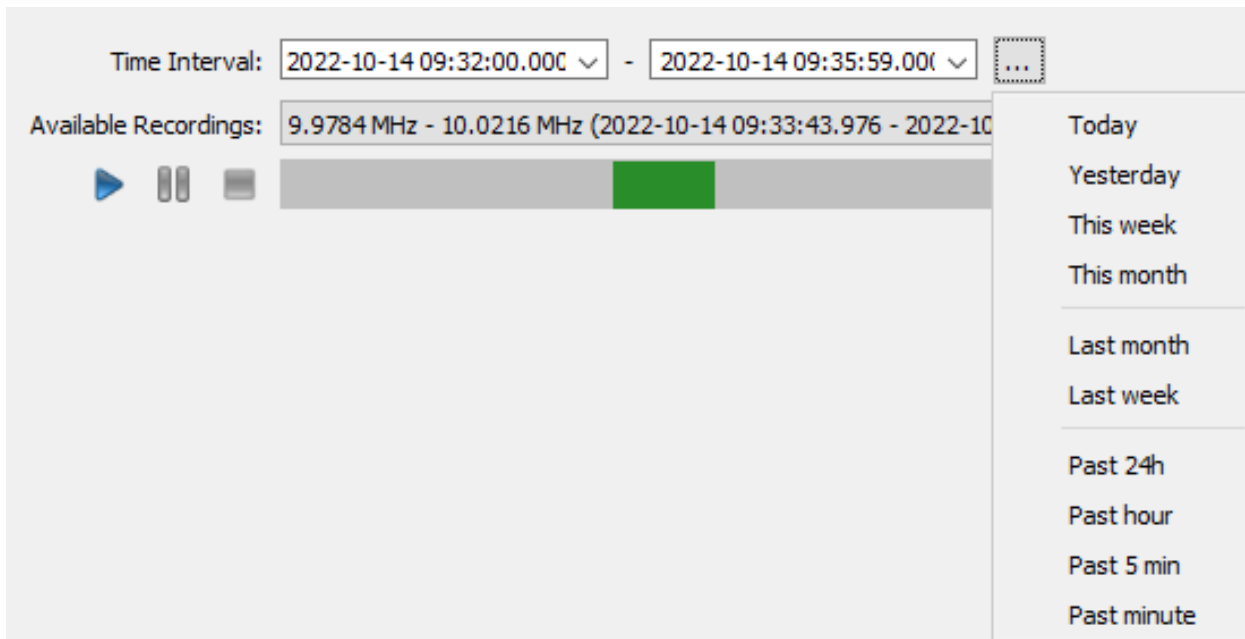 Time Interval: 2022-10-14 09:32:00.000 - 2022-10-14 09:35:59.00 ...
Available Recordings: 9.9784 MHz - 10.0216 MHz (2022-10-14 09:33:43.976 - 2022-10
Today
Yesterday
This week
This month
Last month
Last week
Past 24h
Past hour
Past 5 min
Past minute